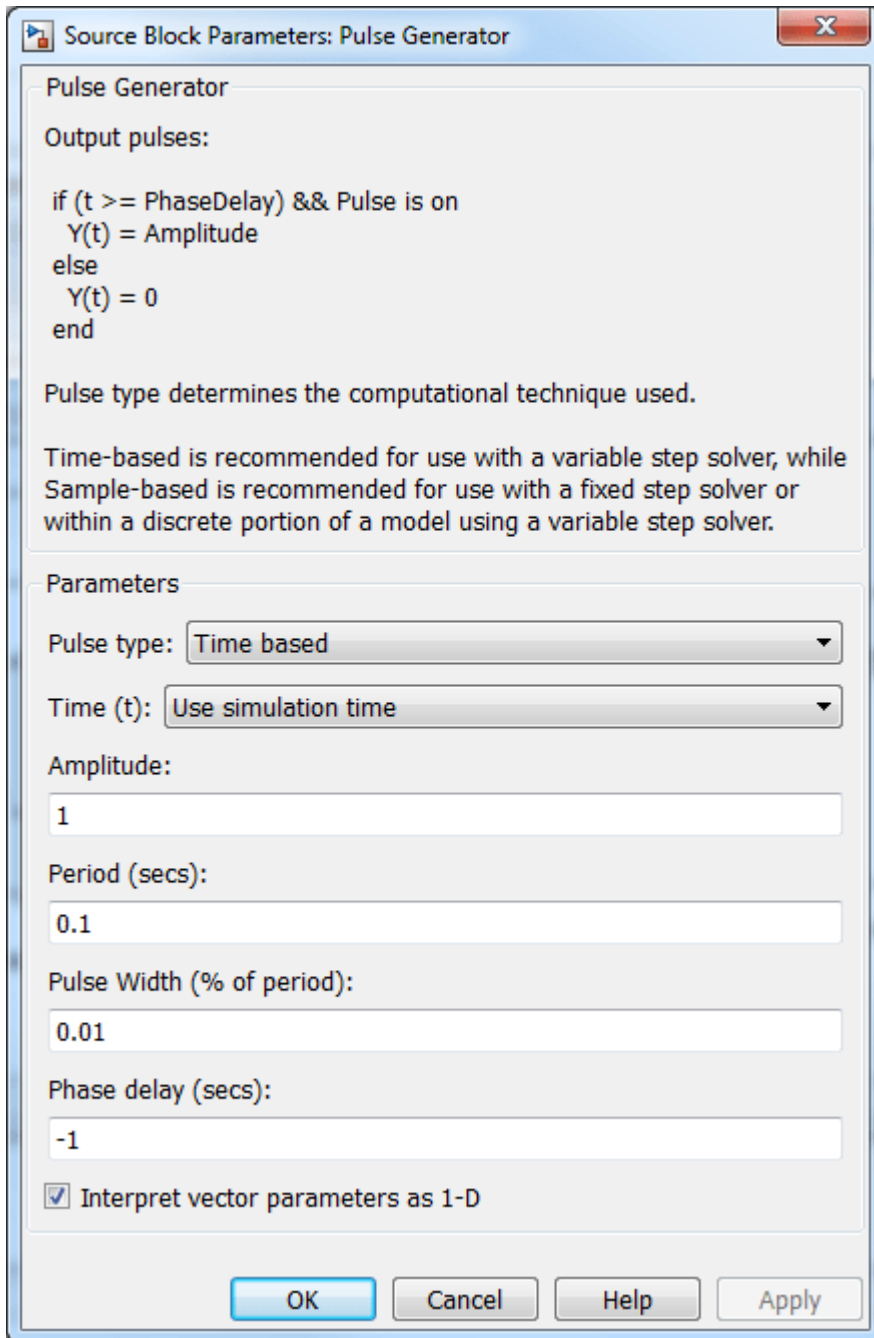 Source Block Parameters: Pulse Generator
Pulse Generator
Output pulses:
if (t >= PhaseDelay) && Pulse is on
Y(t) = Amplitude
else
Y(t) = 0
end
Pulse type determines the computational technique used.
Time-based is recommended for use with a variable step solver, while
Sample-based is recommended for use with a fixed step solver or
within a discrete portion of a model using a variable step solver.
Parameters
Pulse type: Time based
Time (t): Use simulation time
Amplitude:
1
Period (secs):
0.1
Pulse Width (% of period):
0.01
Phase delay (secs):
-1
Interpret vector parameters as 1-D
OK Cancel Help Apply